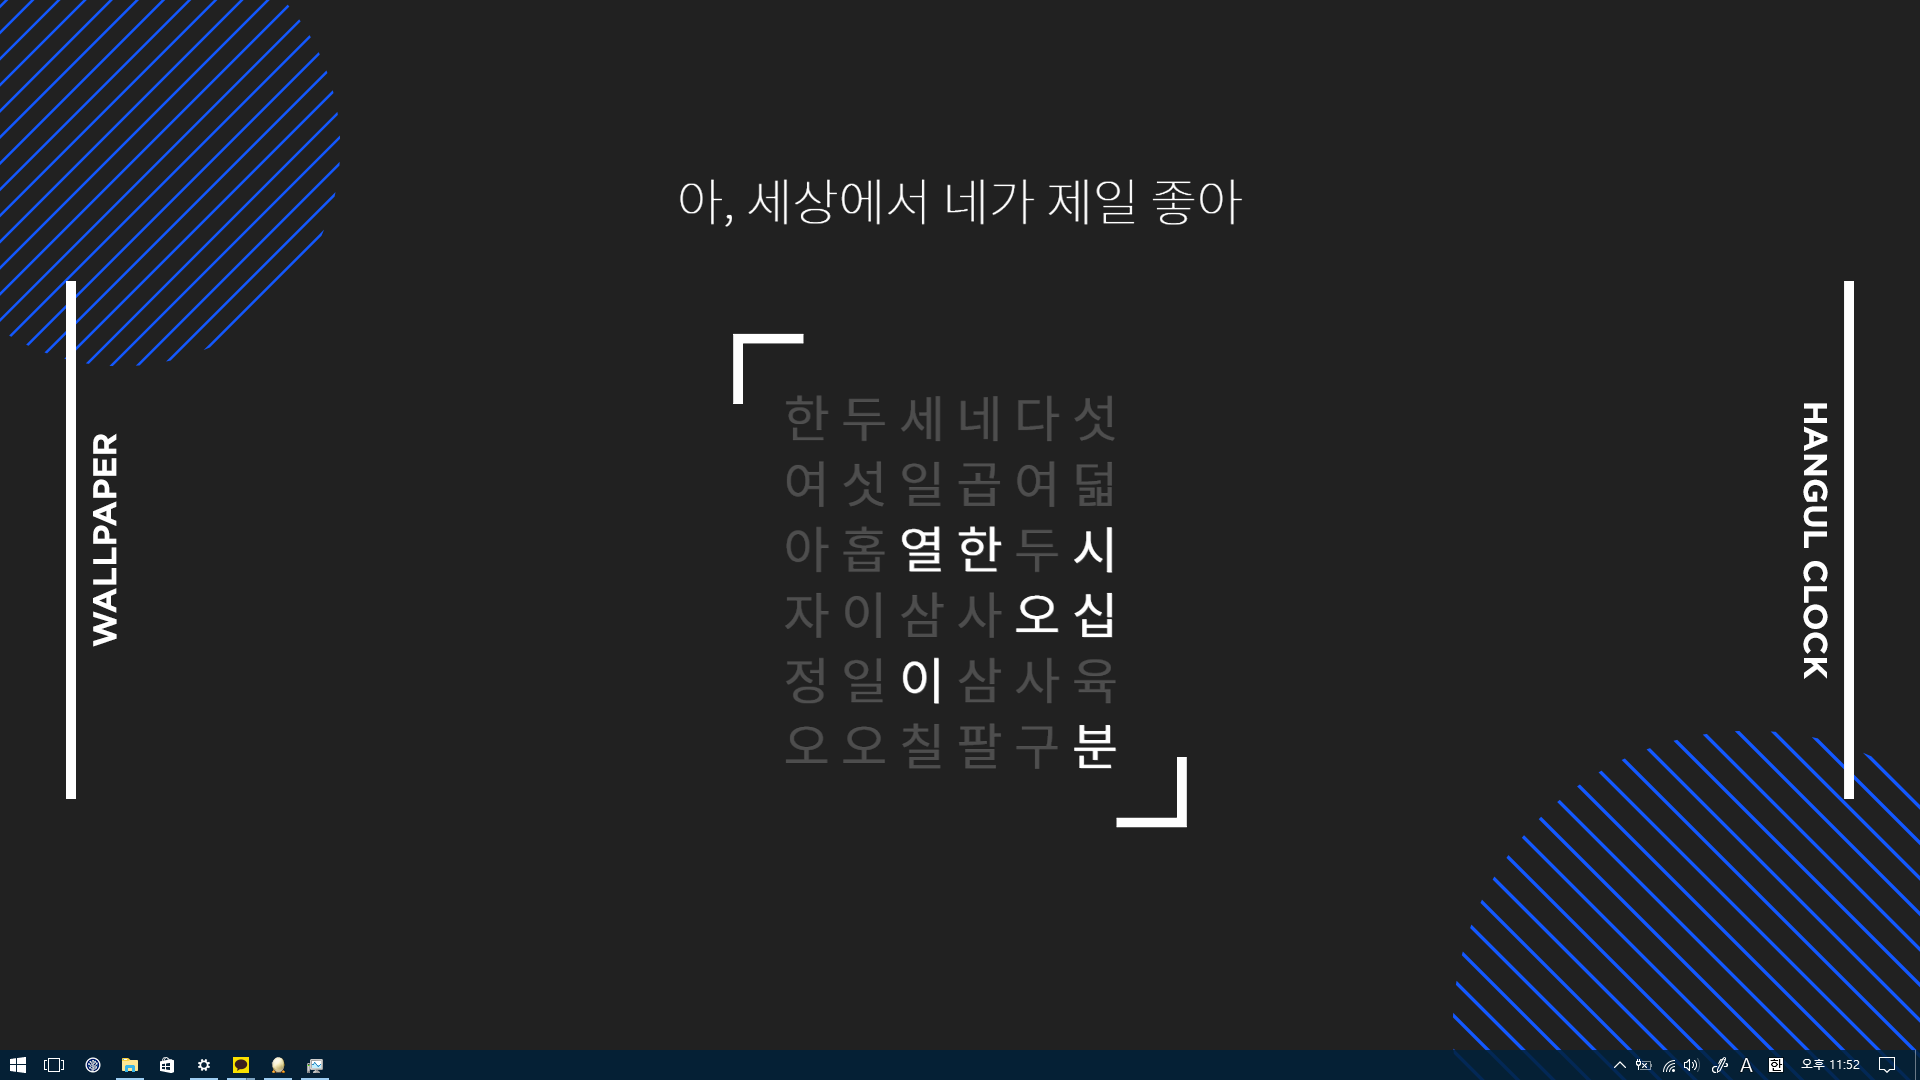 아, 세상에서 네가 제일 좋아
WALLPAPER
한두세네다섯
여섯일곱여덟
아홉열한두시
자이삼사오십
정일이삼사육
오오칠팔구분
HANGUL CLOCK
A 한 오후 11:52